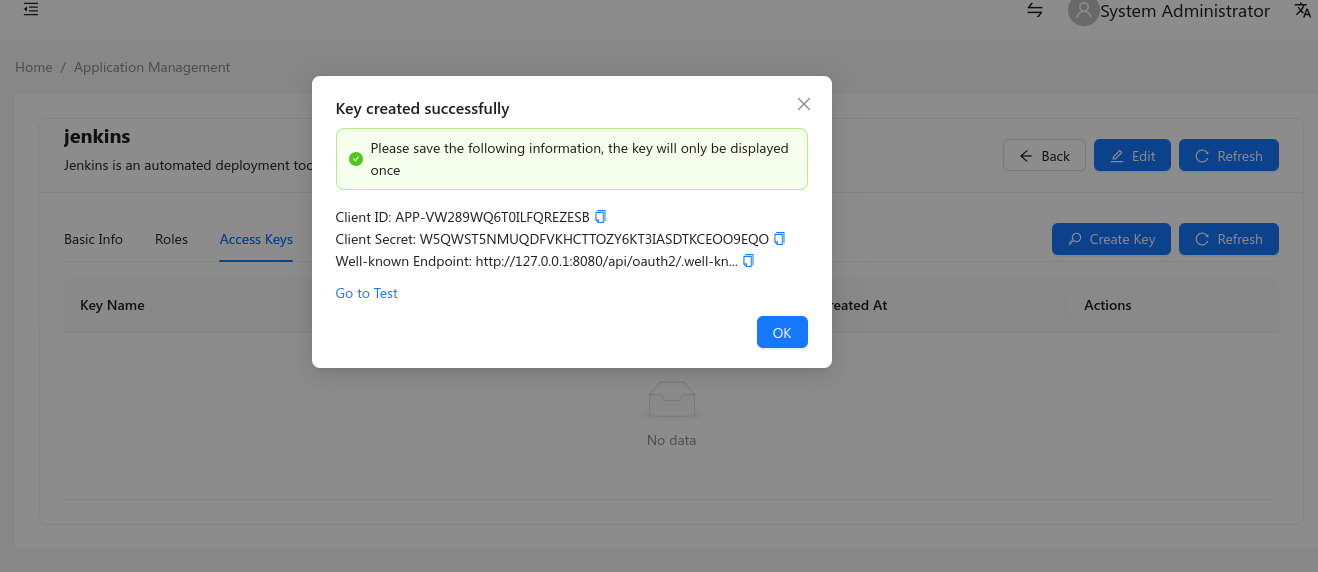 System Administrator
Home / Application Management
Key created successfully
Please save the following information, the key will only be displayed
once
jenkins
Jenkins is an automated deployment too
Back
Edit
Refresh
Client ID: APP-VW289WQ6T0ILFQREZESB
Client Secret: W5QWST5NMUQDFVKHCTTOZY6KT3IASDTKCEOO9EQO
Well-known Endpoint: http://127.0.0.1:8080/api/oauth2/.well-kn...
Basic Info
Roles
Access Keys
Create Key
Refresh
Go to Test
Key Name
reated At
Actions
OK
No data